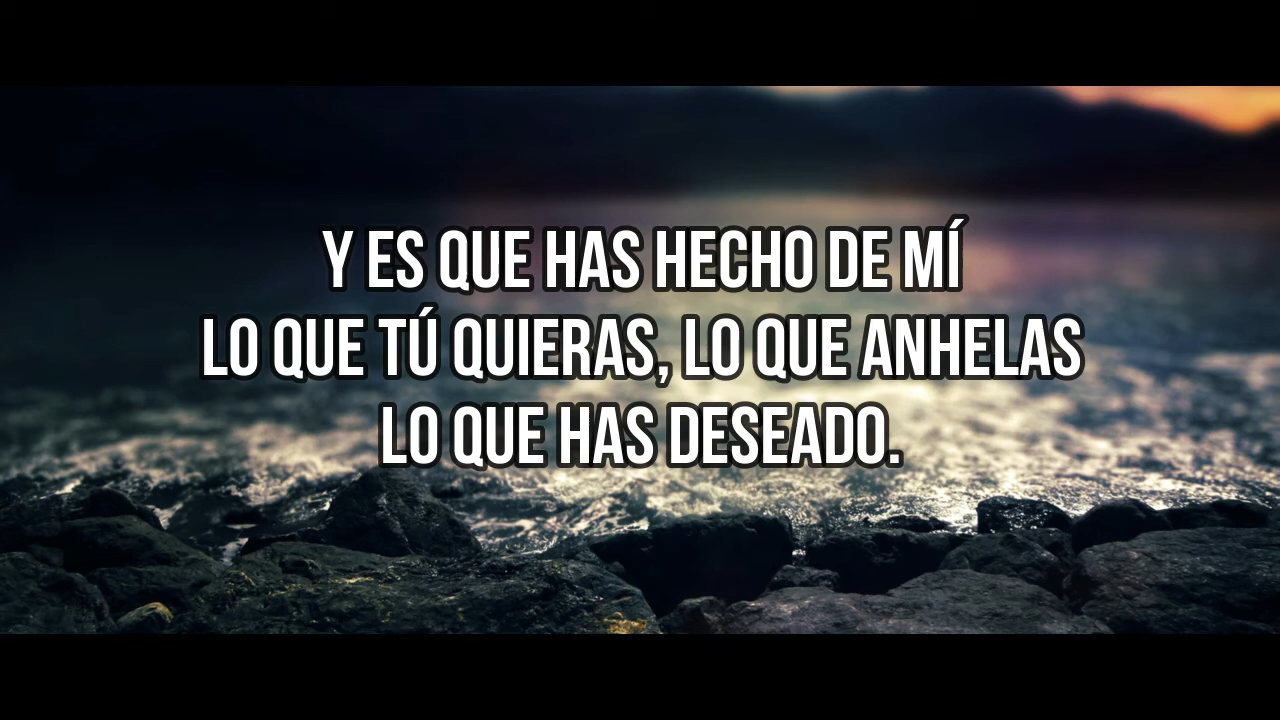 Y ES QUE HAS HECHO DE MÍ
LO QUE TÚ QUIERAS, LO QUE ANHELAS
LO QUE HAS DESEADO.